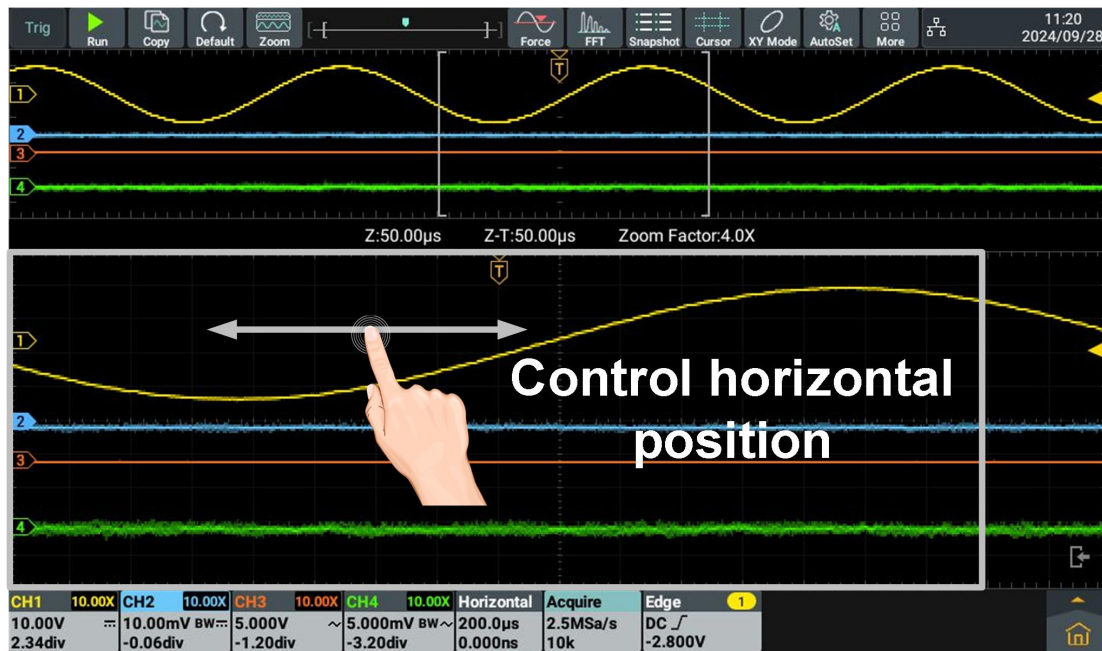 Trig Run Copy Default Zoom Force FFT Snapshot Cursor XY Mode AutoSet More 11:20
2024/09/28
T
1
2
3
4
Z:50.00μs Z-T:50.00μs Zoom Factor:4.0X
T
1
Control horizontal
position
2
3
4
CH1 10.00X CH2 10.00X CH3 10.00X CH4 10.00X Horizontal Acquire Edge 1
10.00V 10.00mV BW 5.000V 5.000mV BW 200.0μs 2.5MSa/s DC
2.34div -0.06div -1.20div -3.20div 0.000ns 10k -2.800V